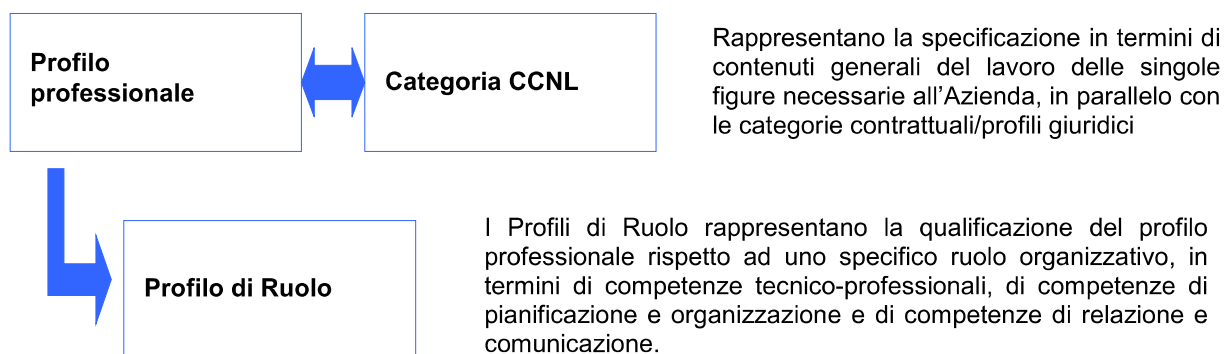 Profilo
professionale
Categoria CCNL
Rappresentano la specificazione in termini di
contenuti generali del lavoro delle singole
figure necessarie all'Azienda, in parallelo con
le categorie contrattuali/profili giuridici
Profilo di Ruolo
I Profili di Ruolo rappresentano la qualificazione del profilo
professionale rispetto ad uno specifico ruolo organizzativo, in
termini di competenze tecnico-professionali, di competenze di
pianificazione e organizzazione e di competenze di relazione e
comunicazione.